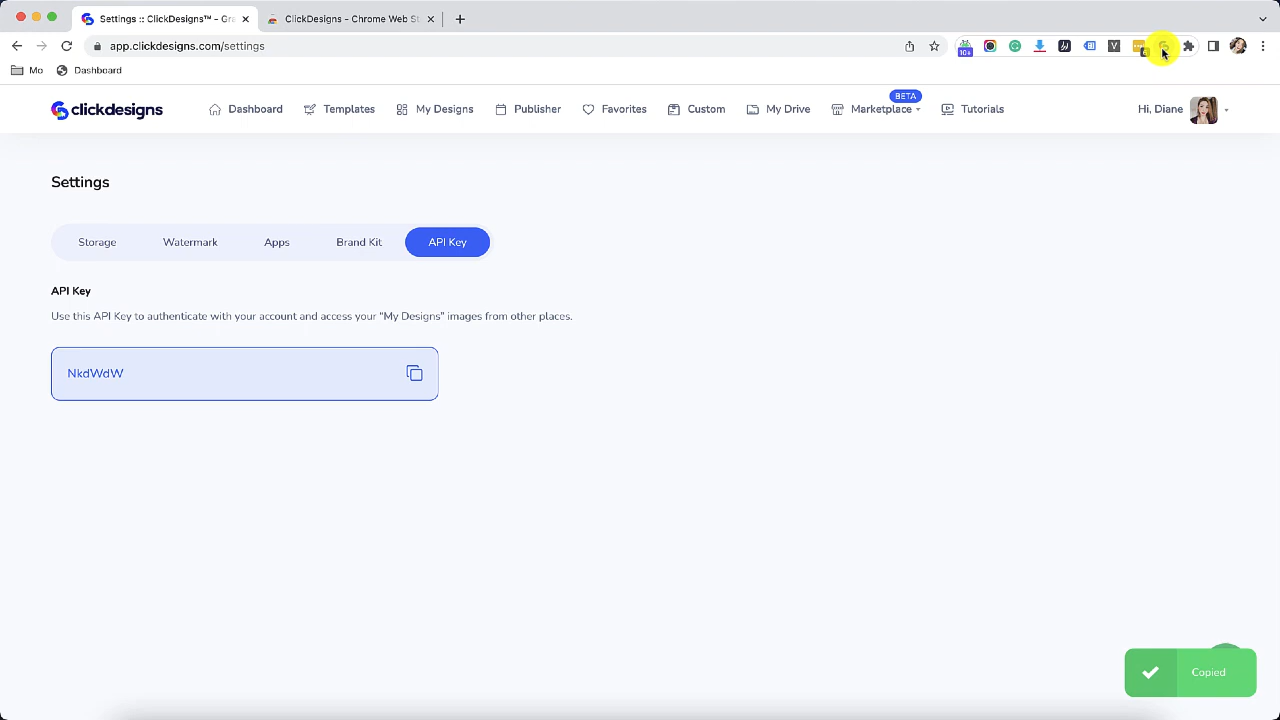 Settings :: ClickDesigns™ - Gra
ClickDesigns - Chrome Web St
app.clickdesigns.com/settings
10+
Mo
Dashboard
clickdesigns
Dashboard
Templates
My Designs
Publisher
Favorites
Custom
My Drive
Marketplace
BETA
Tutorials
Hi, Diane
Settings
Storage
Watermark
Apps
Brand Kit
API Key
API Key
Use this API Key to authenticate with your account and access your "My Designs" images from other places.
NkdWdW
Copied